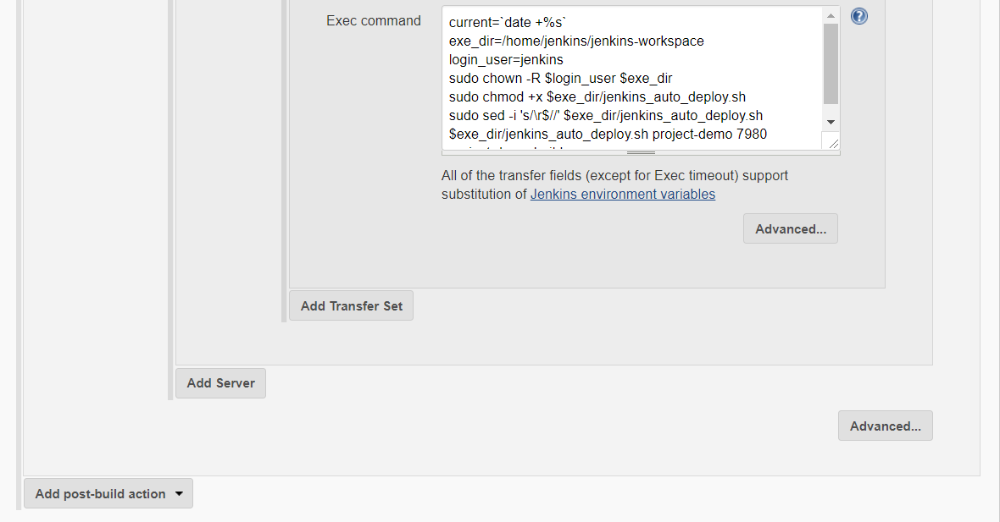 Exec command
current=`date +%s`
exe_dir=/home/jenkins/jenkins-workspace
login_user=jenkins
sudo chown -R $login_user $exe_dir
sudo chmod +x $exe_dir/jenkins_auto_deploy.sh
sudo sed -i 's/\r$//' $exe_dir/jenkins_auto_deploy.sh
$exe_dir/jenkins_auto_deploy.sh project-demo 7980
All of the transfer fields (except for Exec timeout) support
substitution of Jenkins environment variables
Advanced...
Add Transfer Set
Add Server
Advanced...
Add post-build action